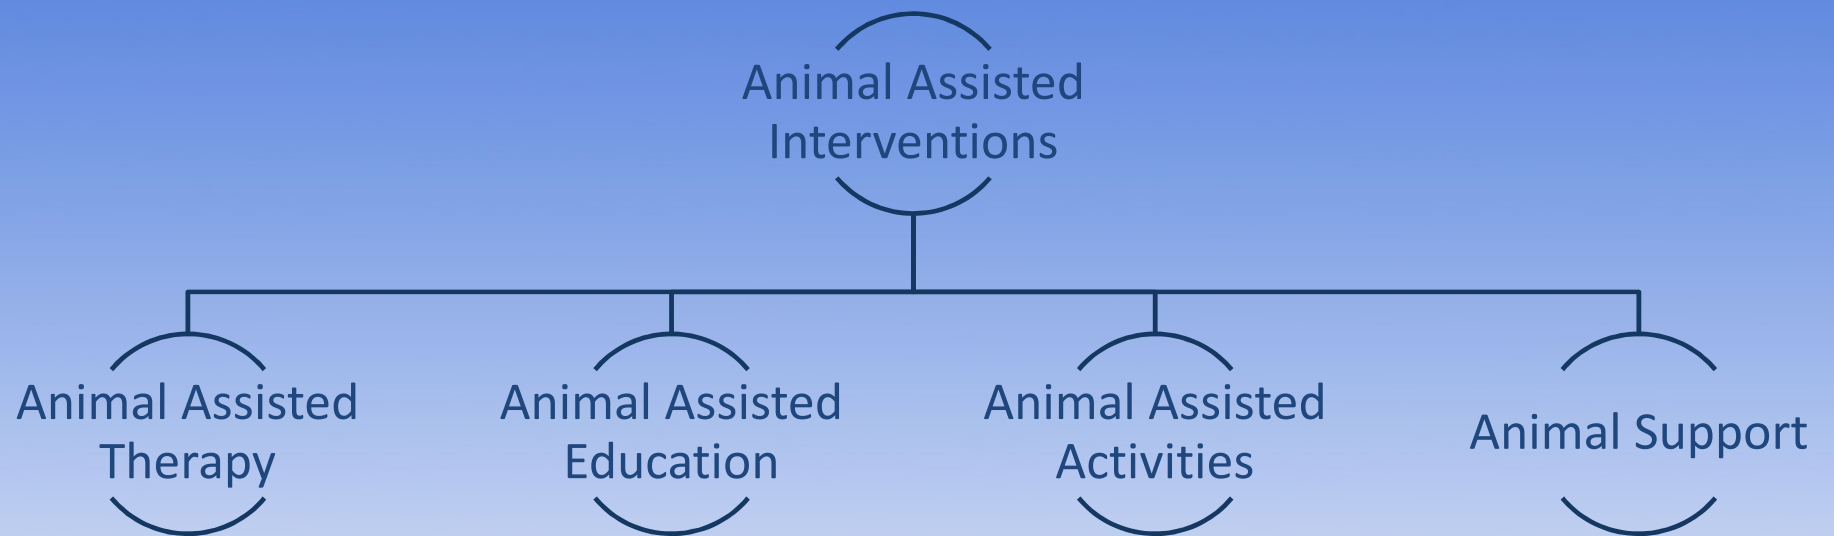 Animal Assisted
Interventions
Animal Assisted
Therapy
Animal Assisted
Education
Animal Assisted
Activities
Animal Support